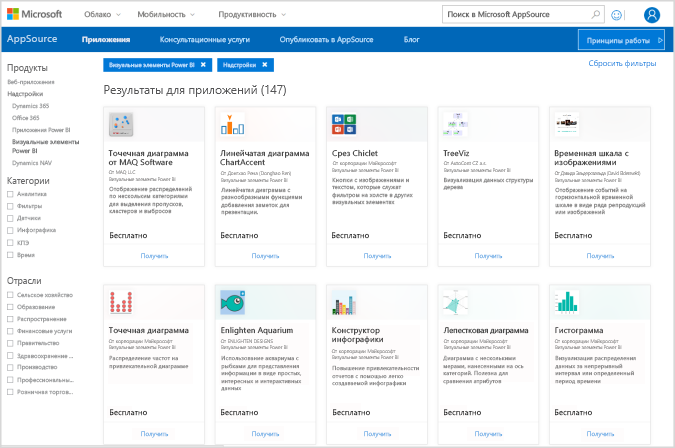 Microsoft
Облако
Мобильность
Продуктивность
Поиск в Microsoft AppSource
AppSource
Приложения
Консультационные услуги
Опубликовать в AppSource
Блог
Принципы работы
Продукты
Веб-приложения
Надстройки
Dynamics 365
Office 365
Приложения Power BI
Визуальные элементы
Power BI
Dynamics NAV
Категории
Аналитика
Фильтры
Датчики
Инфографика
КПЭ
Время
Отрасли
Сельское хозяйство
Образование
Распространение
Финансовые услуги
Правительство
Здравоохранение ...
Производство
Профессиональны...
Розничная торгов...
Визуальные элементы Power BI
Надстройки
Сбросить фильтры
Результаты для приложений (147)
Точечная диаграмма
от MAQ Software
От MAQ LLC
Визуальные элементы Power BI
Отображение распределений
по нескольким категориям
для выделения пропусков,
кластеров и выбросов
Бесплатно
Получить
Линейчатая диаграмма
ChartAccent
От Донгхао Рена (Donghao Ren)
Визуальные элементы Power BI
Линейчатая диаграмма с
разнообразными функциями
добавления заметок для
презентации.
Бесплатно
Получить
Срез Chiclet
От корпорации Майкрософт
Визуальные элементы Power BI
Кнопки с изображениями и
текстом, которые служат
фильтром на холсте в других
визуальных элементах
Бесплатно
Получить
TreeViz
От AutoCont CZ a.s.
Визуальные элементы Power BI
Визуализация данных структуры
дерева
Бесплатно
Получить
Временная шкала с
изображениями
Визуальные элементы Power BI
Отображение событий на
горизонтальной временной
шкале в виде ряда репродукций
или изображений
Бесплатно
Получить
Точечная диаграмма
От корпорации Майкрософт
Визуальные элементы Power BI
Распределение частот на
привлекательной диаграмме
Бесплатно
Получить
Enlighten Aquarium
От ENLIGHTEN DESIGNS
Визуальные элементы Power BI
Использование аквариума с
рыбками для представления
информации в виде простых,
интересных и интерактивных
данных
Бесплатно
Получить
Конструктор
инфографики
От корпорации Майкрософт
Визуальные элементы Power BI
Повышение привлекательности
отчетов с помощью легко
создаваемой инфографики
Бесплатно
Получить
Лепестковая диаграмма
От корпорации Майкрософт
Визуальные элементы Power BI
Диаграмма с несколькими
мерами, нанесенными на ось
категорий. Полезна для
сравнения атрибутов
Бесплатно
Получить
Гистограмма
От корпорации Майкрософт
Визуальные элементы Power BI
Визуализация распределения
данных за непрерывный
интервал или определенный
период времени
Бесплатно
Получить